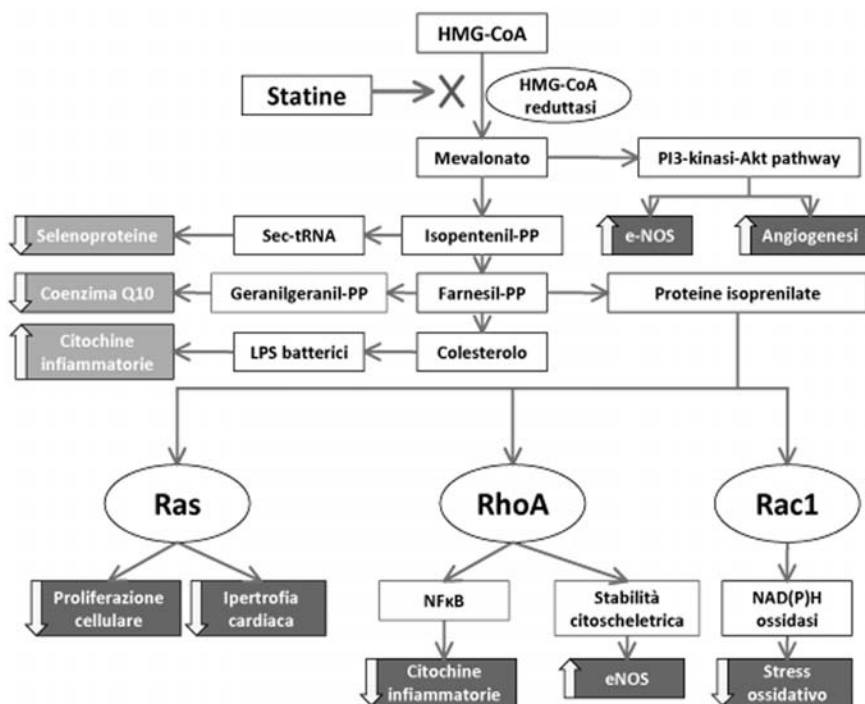 HMG-CoA
Statine
HMG-CoA
reduttasi
Mevalonato
PI3-kinasi-Akt pathway
Selenoproteine
Sec-tRNA
Isopentenil-PP
e-NOS
Angiogenesi
Coenzima Q10
Geranilgeranil-PP
Farnesil-PP
Proteine isoprenilate
Citochine
infiammatorie
LPS batterici
Colesterolo
Ras
RhoA
Rac1
Proliferazione
cellulare
Ipertrofia
cardiaca
NFκB
Stabilità
citoscheletrica
NAD(P)H
ossidasi
Citochine
infiammatorie
eNOS
Stress
ossidativo